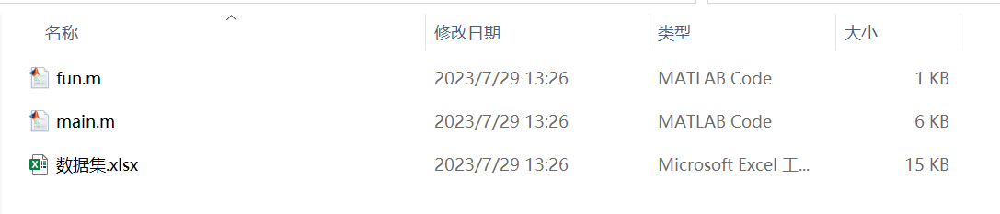 名称 修改日期 类型 大小
fun.m 2023/7/29 13:26 MATLAB Code 1 KB
main.m 2023/7/29 13:26 MATLAB Code 6 KB
数据集.xlsx 2023/7/29 13:26 Microsoft Excel 工... 15 KB